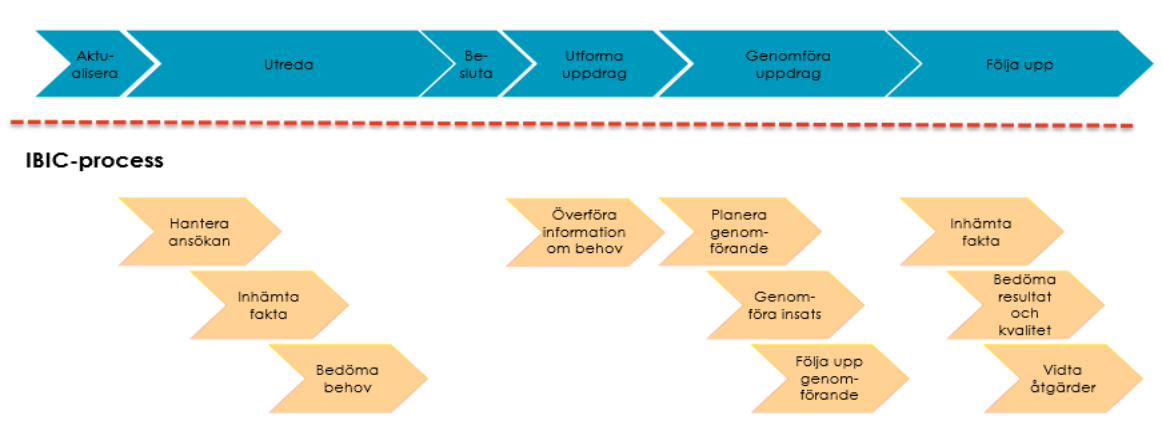 Aktu-
alisera
Utreda
Be-
sluta
Utforma
uppdrag
Genomföra
uppdrag
Följa upp
IBIC-process
Hantera
ansökan
Inhämta
fakta
Bedöma
behov
Överföra
information
om behov
Planera
genom-
förande
Genom-
föra insats
Följa upp
genom-
förande
Inhämta
fakta
Bedöma
resultat
och
kvalitet
Vidta
åtgärder